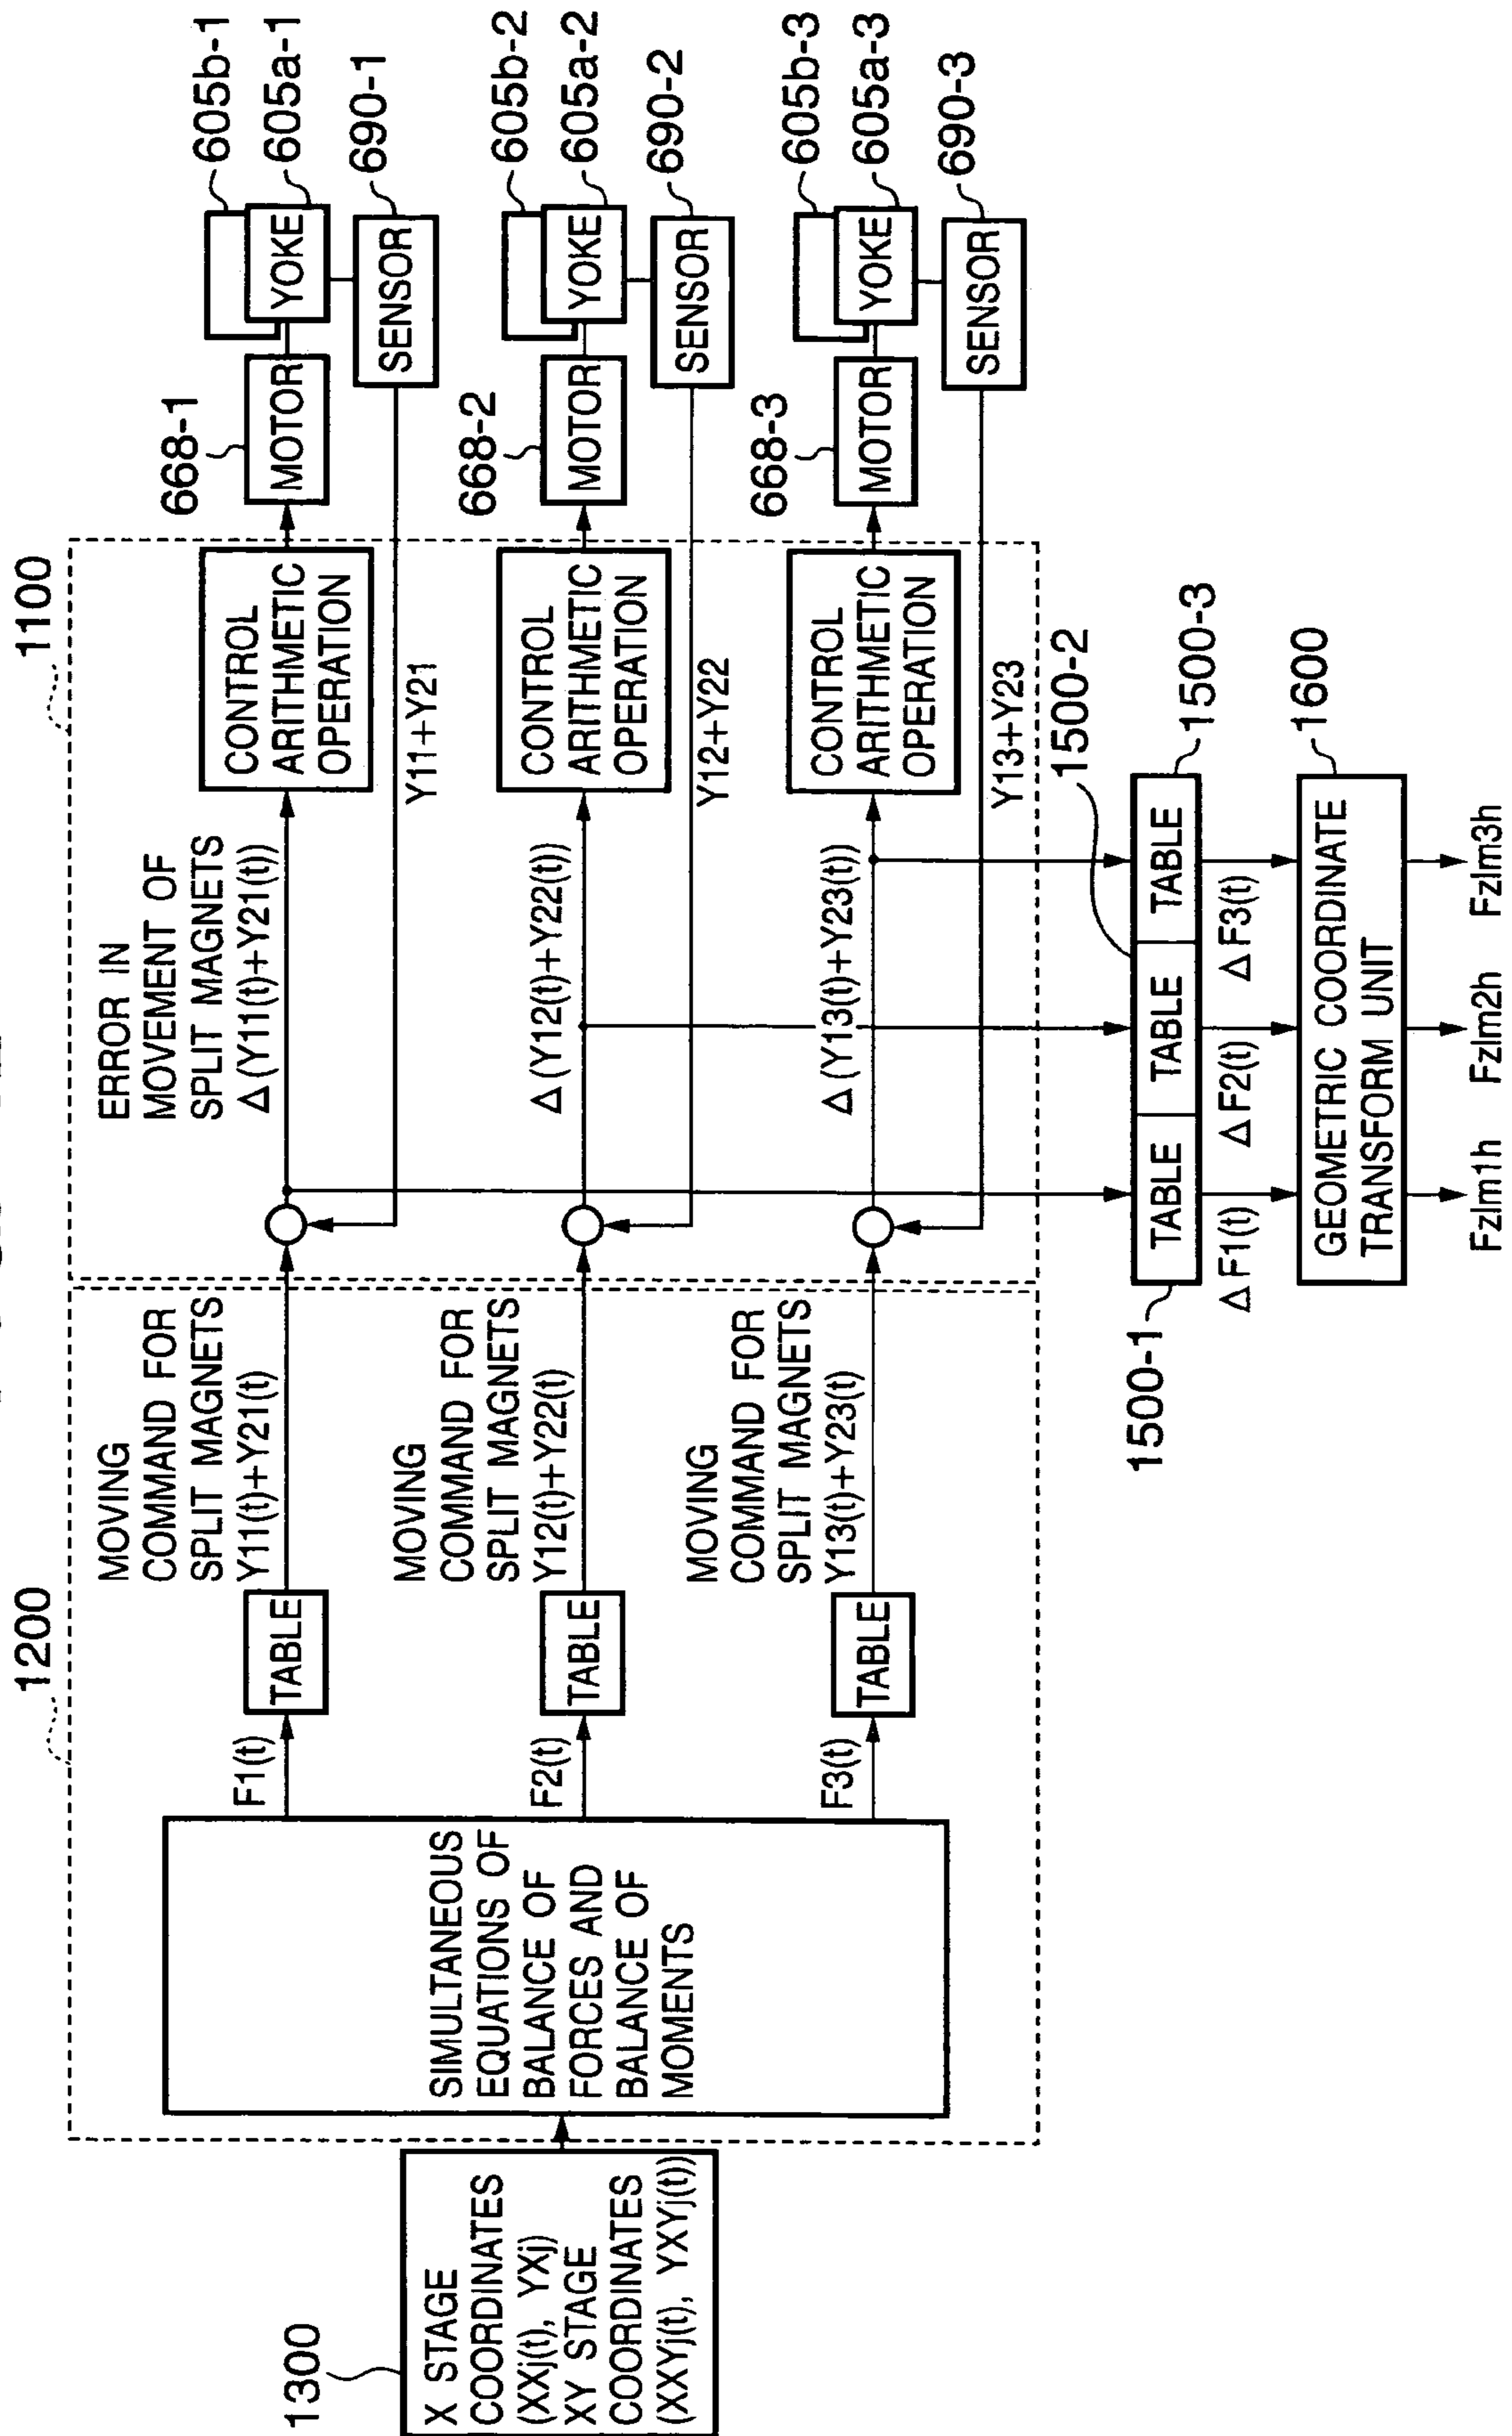 1300
X STAGE
COORDINATES
(XXj(t), YXj)
XY STAGE
COORDINATES
(XXYj(t), YXYj(t))
1200
SIMULTANEOUS
EQUATIONS OF
BALANCE OF
FORCES AND
BALANCE OF
MOMENTS
F1(t)
TABLE
MOVING
COMMAND FOR
SPLIT MAGNETS
Y11(t)+Y21(t)
F2(t)
TABLE
MOVING
COMMAND FOR
SPLIT MAGNETS
Y12(t)+Y22(t)
F3(t)
TABLE
MOVING
COMMAND FOR
SPLIT MAGNETS
Y13(t)+Y23(t)
1100
ERROR IN
MOVEMENT OF
SPLIT MAGNETS
Δ(Y11(t)+Y21(t))
CONTROL
ARITHMETIC
OPERATION
Y11+Y21
Δ(Y12(t)+Y22(t))
CONTROL
ARITHMETIC
OPERATION
Y12+Y22
Δ(Y13(t)+Y23(t))
CONTROL
ARITHMETIC
OPERATION
Y13+Y23
668-1
MOTOR
YOKE
605b-1
605a-1
SENSOR
690-1
668-2
MOTOR
YOKE
605b-2
605a-2
SENSOR
690-2
668-3
MOTOR
YOKE
605b-3
605a-3
SENSOR
690-3
1500-1
TABLE
TABLE
TABLE
1500-2
1500-3
ΔF1(t)
ΔF2(t)
ΔF3(t)
GEOMETRIC COORDINATE
TRANSFORM UNIT
1600
Fzlm1h
Fzlm2h
Fzlm3h